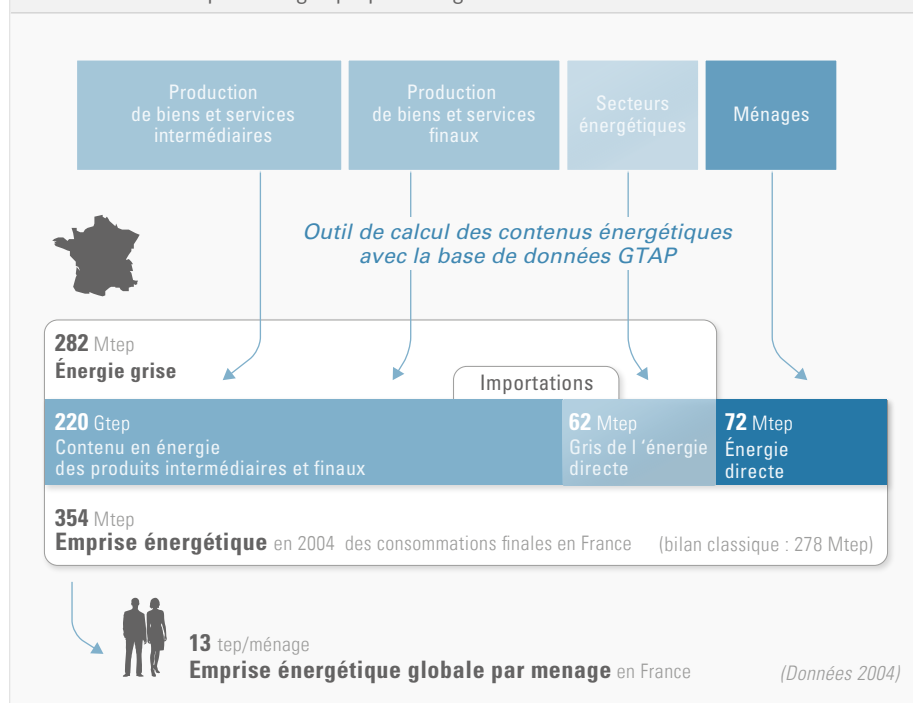 Production
de biens et services
intermédiaires
Production
de biens et services
finaux
Secteurs
énergétiques
Ménages
Outil de calcul des contenus énergétiques
avec la base de données GTAP
282 Mtep
Énergie grise
Importations
220 Gtep
Contenu en énergie
des produits intermédiaires et finaux
62 Mtep
Gris de l 'énergie
directe
72 Mtep
Énergie
directe
354 Mtep
Emprise énergétique en 2004 des consommations finales en France (bilan classique : 278 Mtep)
13 tep/ménage
Emprise énergétique globale par menage en France
(Données 2004)